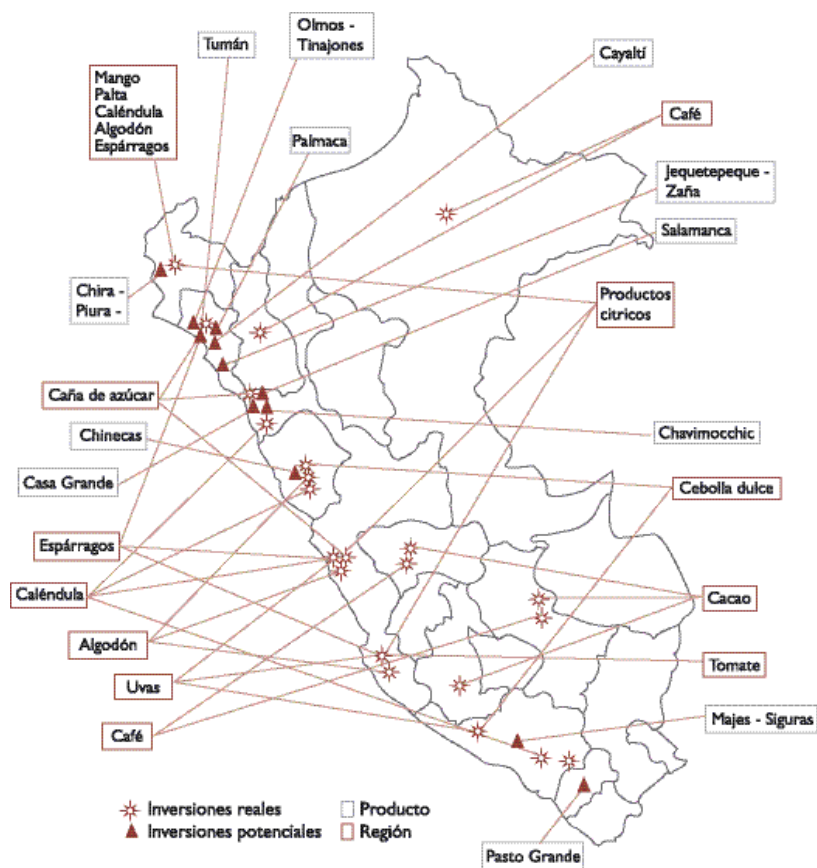 Tumán
Olmos -
Tinajones
Cayaltí
Mango
Palta
Caléndula
Algodón
Espárragos
Café
Palmaca
Jequetepeque -
Zaña
Salamanca
Chira -
Piura -
Productos
citricos
Caña de azúcar
Chinecas
Chavimocchic
Casa Grande
Cebolla dulce
Espárragos
Caléndula
Cacao
Algodón
Tomate
Uvas
Café
Majes - Siguras
Inversiones reales
Producto
Inversiones potenciales
Región
Pasto Grande